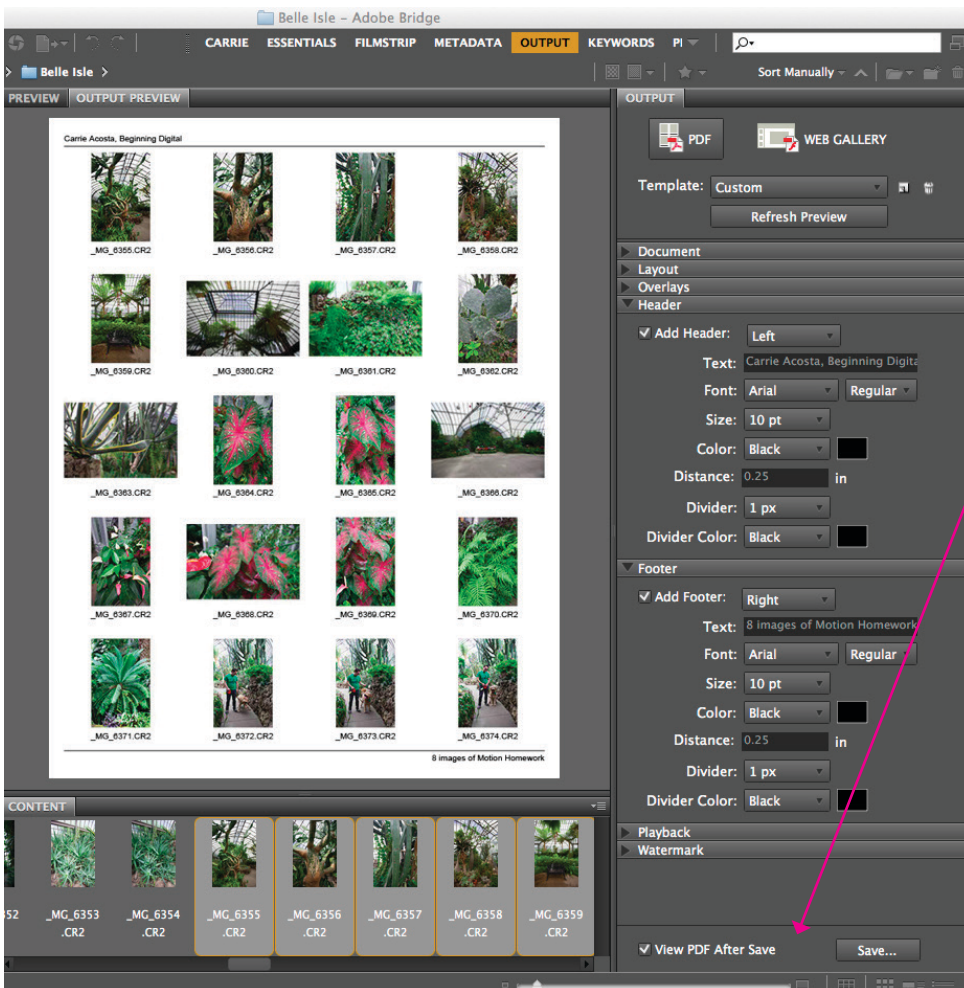 Belle Isle – Adobe Bridge
CARRIE ESSENTIALS FILMSTRIP METADATA OUTPUT KEYWORDS
Belle Isle
Sort Manually
PREVIEW OUTPUT PREVIEW
Carrie Acosta, Beginning Digital
_MG_6355.CR2 _MG_6356.CR2 _MG_6357.CR2 _MG_6358.CR2
_MG_6359.CR2 _MG_6360.CR2 _MG_6361.CR2 _MG_6362.CR2
_MG_6363.CR2 _MG_6364.CR2 _MG_6365.CR2 _MG_6366.CR2
_MG_6367.CR2 _MG_6368.CR2 _MG_6369.CR2 _MG_6370.CR2
_MG_6371.CR2 _MG_6372.CR2 _MG_6373.CR2 _MG_6374.CR2
8 images of Motion Homework
CONTENT
352 _MG_6353 _MG_6354 _MG_6355 _MG_6356 _MG_6357 _MG_6358 _MG_6359
.CR2 .CR2 .CR2 .CR2 .CR2 .CR2 .CR2
OUTPUT
PDF WEB GALLERY
Template: Custom
Refresh Preview
Document
Layout
Overlays
Header
Add Header: Left
Text: Carrie Acosta, Beginning Digita
Font: Arial Regular
Size: 10 pt
Color: Black
Distance: 0.25 in
Divider: 1 px
Divider Color: Black
Footer
Add Footer: Right
Text: 8 images of Motion Homework
Font: Arial Regular
Size: 10 pt
Color: Black
Distance: 0.25 in
Divider: 1 px
Divider Color: Black
Playback
Watermark
View PDF After Save Save...